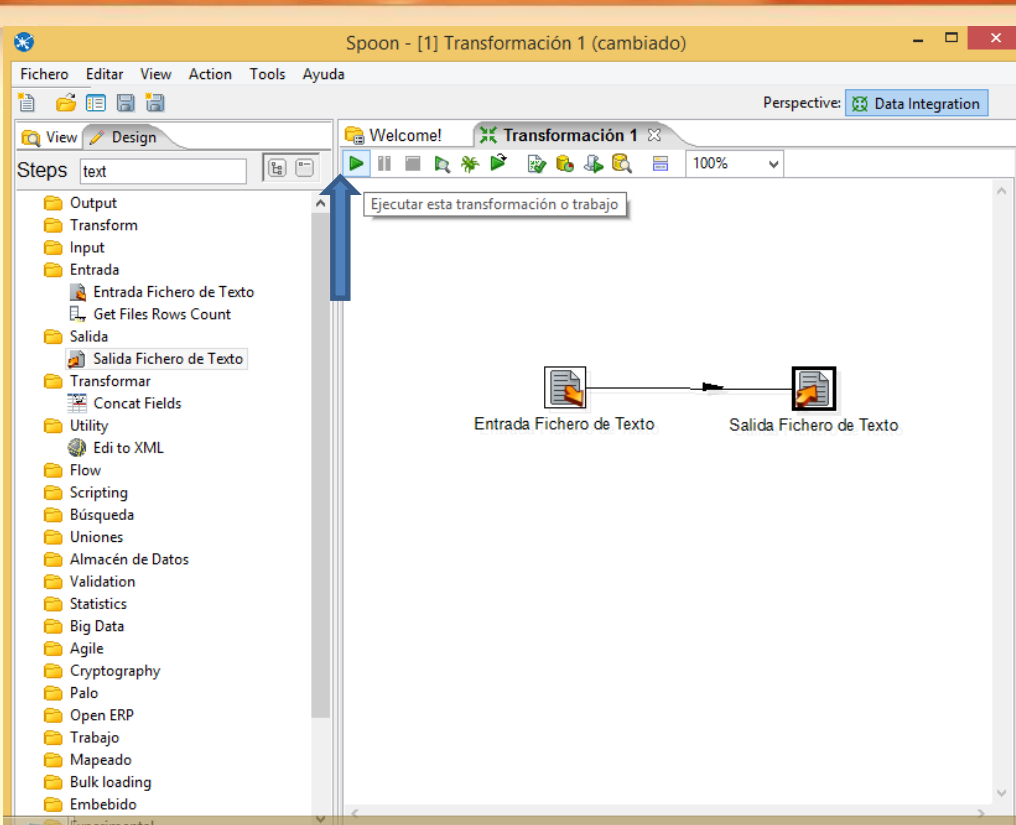 Spoon - [1] Transformación 1 (cambiado)
Fichero Editar View Action Tools Ayuda
Perspective: Data Integration
View Design
Welcome! Transformación 1
Steps text
100%
Ejecutar esta transformación o trabajo
Output
Transform
Input
Entrada
Entrada Fichero de Texto
Get Files Rows Count
Salida
Salida Fichero de Texto
Transformar
Concat Fields
Utility
Edi to XML
Flow
Scripting
Búsqueda
Uniones
Almacén de Datos
Validation
Statistics
Big Data
Agile
Cryptography
Palo
Open ERP
Trabajo
Mapeado
Bulk loading
Embebido
Entrada Fichero de Texto
Salida Fichero de Texto